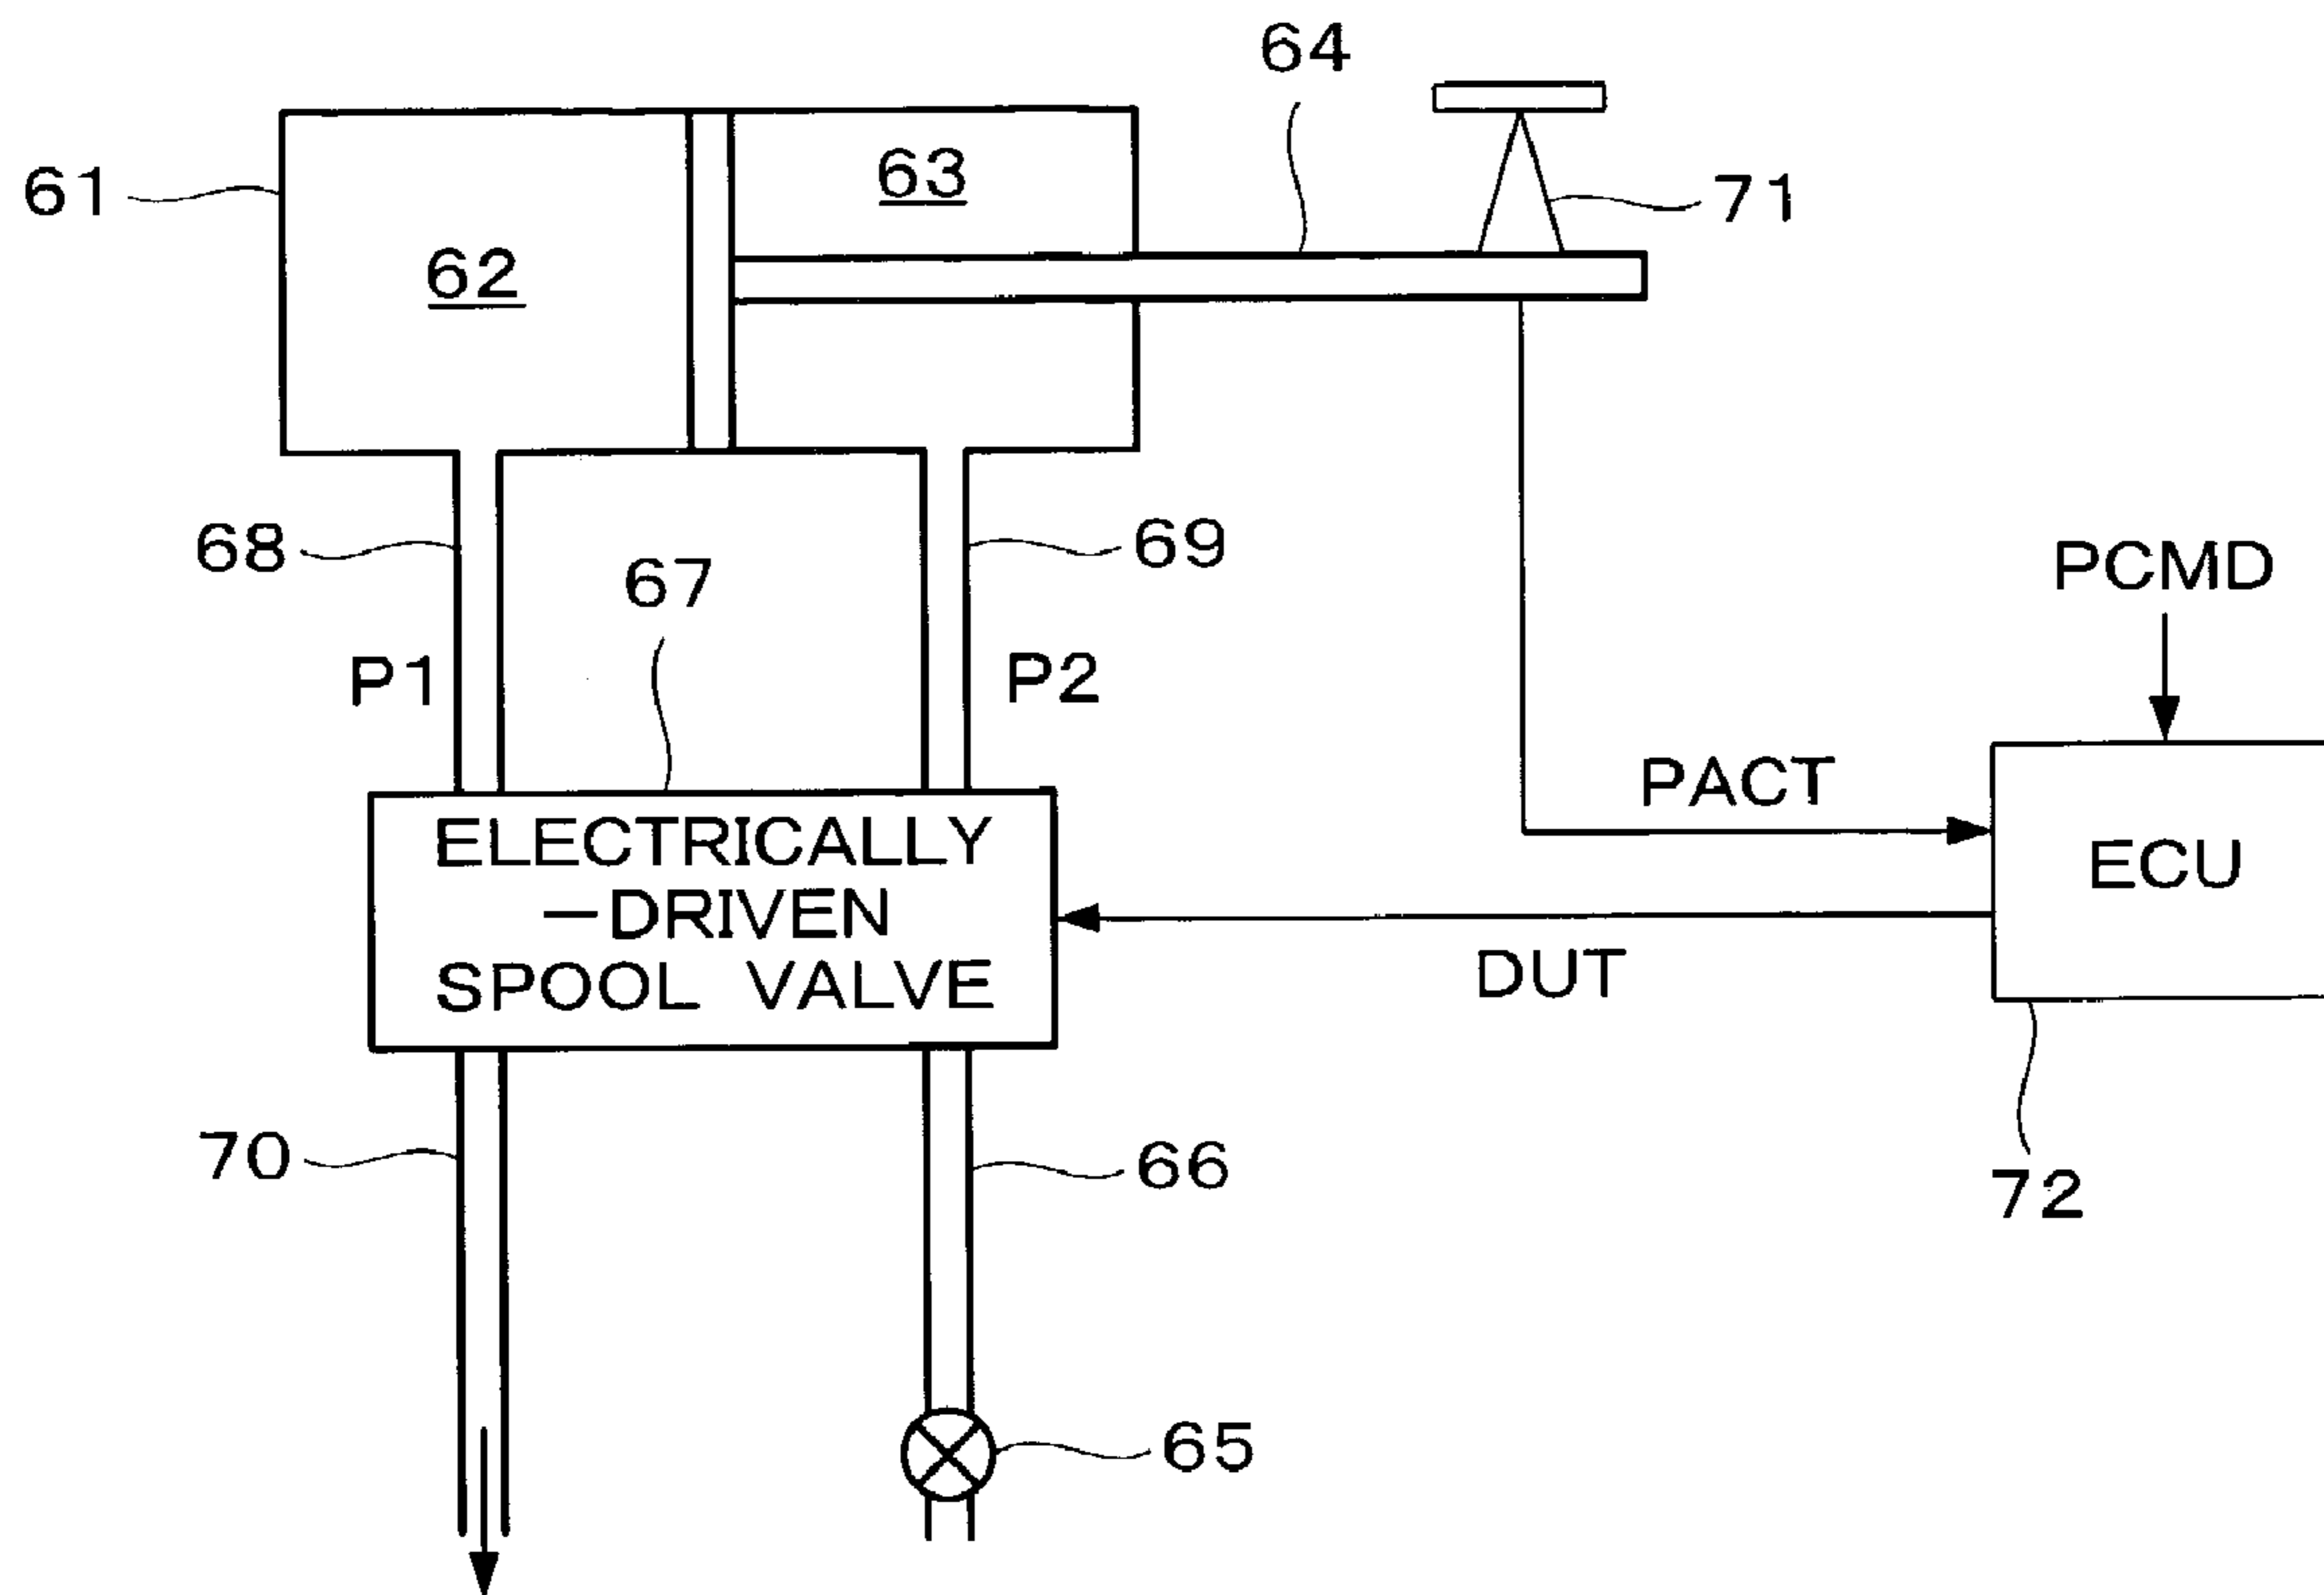 64
61
63
71
62
68
69
67
PCMD
P1
P2
PACT
ELECTRICALLY
-DRIVEN
SPOOL VALVE
ECU
DUT
70
66
72
65